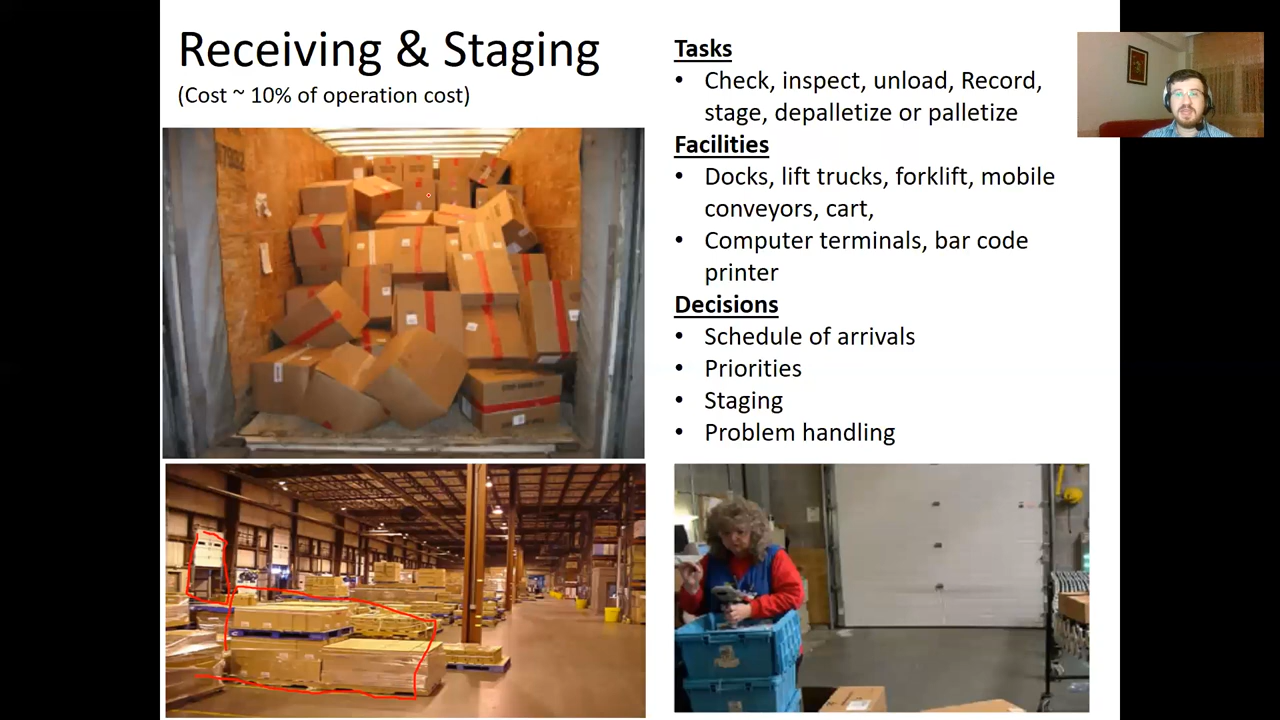 Receiving & Staging
(Cost ~ 10% of operation cost)
Tasks
• Check, inspect, unload, Record,
stage, depalletize or palletize
Facilities
• Docks, lift trucks, forklift, mobile
conveyors, cart,
• Computer terminals, bar code
printer
Decisions
• Schedule of arrivals
• Priorities
• Staging
• Problem handling